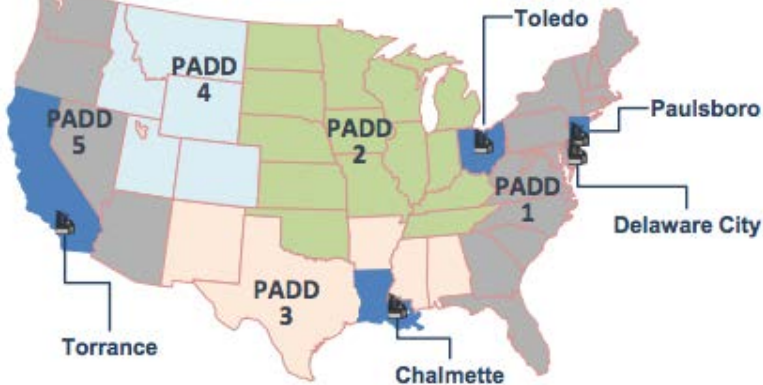 Toledo
PADD
4
Paulsboro
PADD
5
PADD
2
PADD
1
Delaware City
PADD
3
Torrance
Chalmette